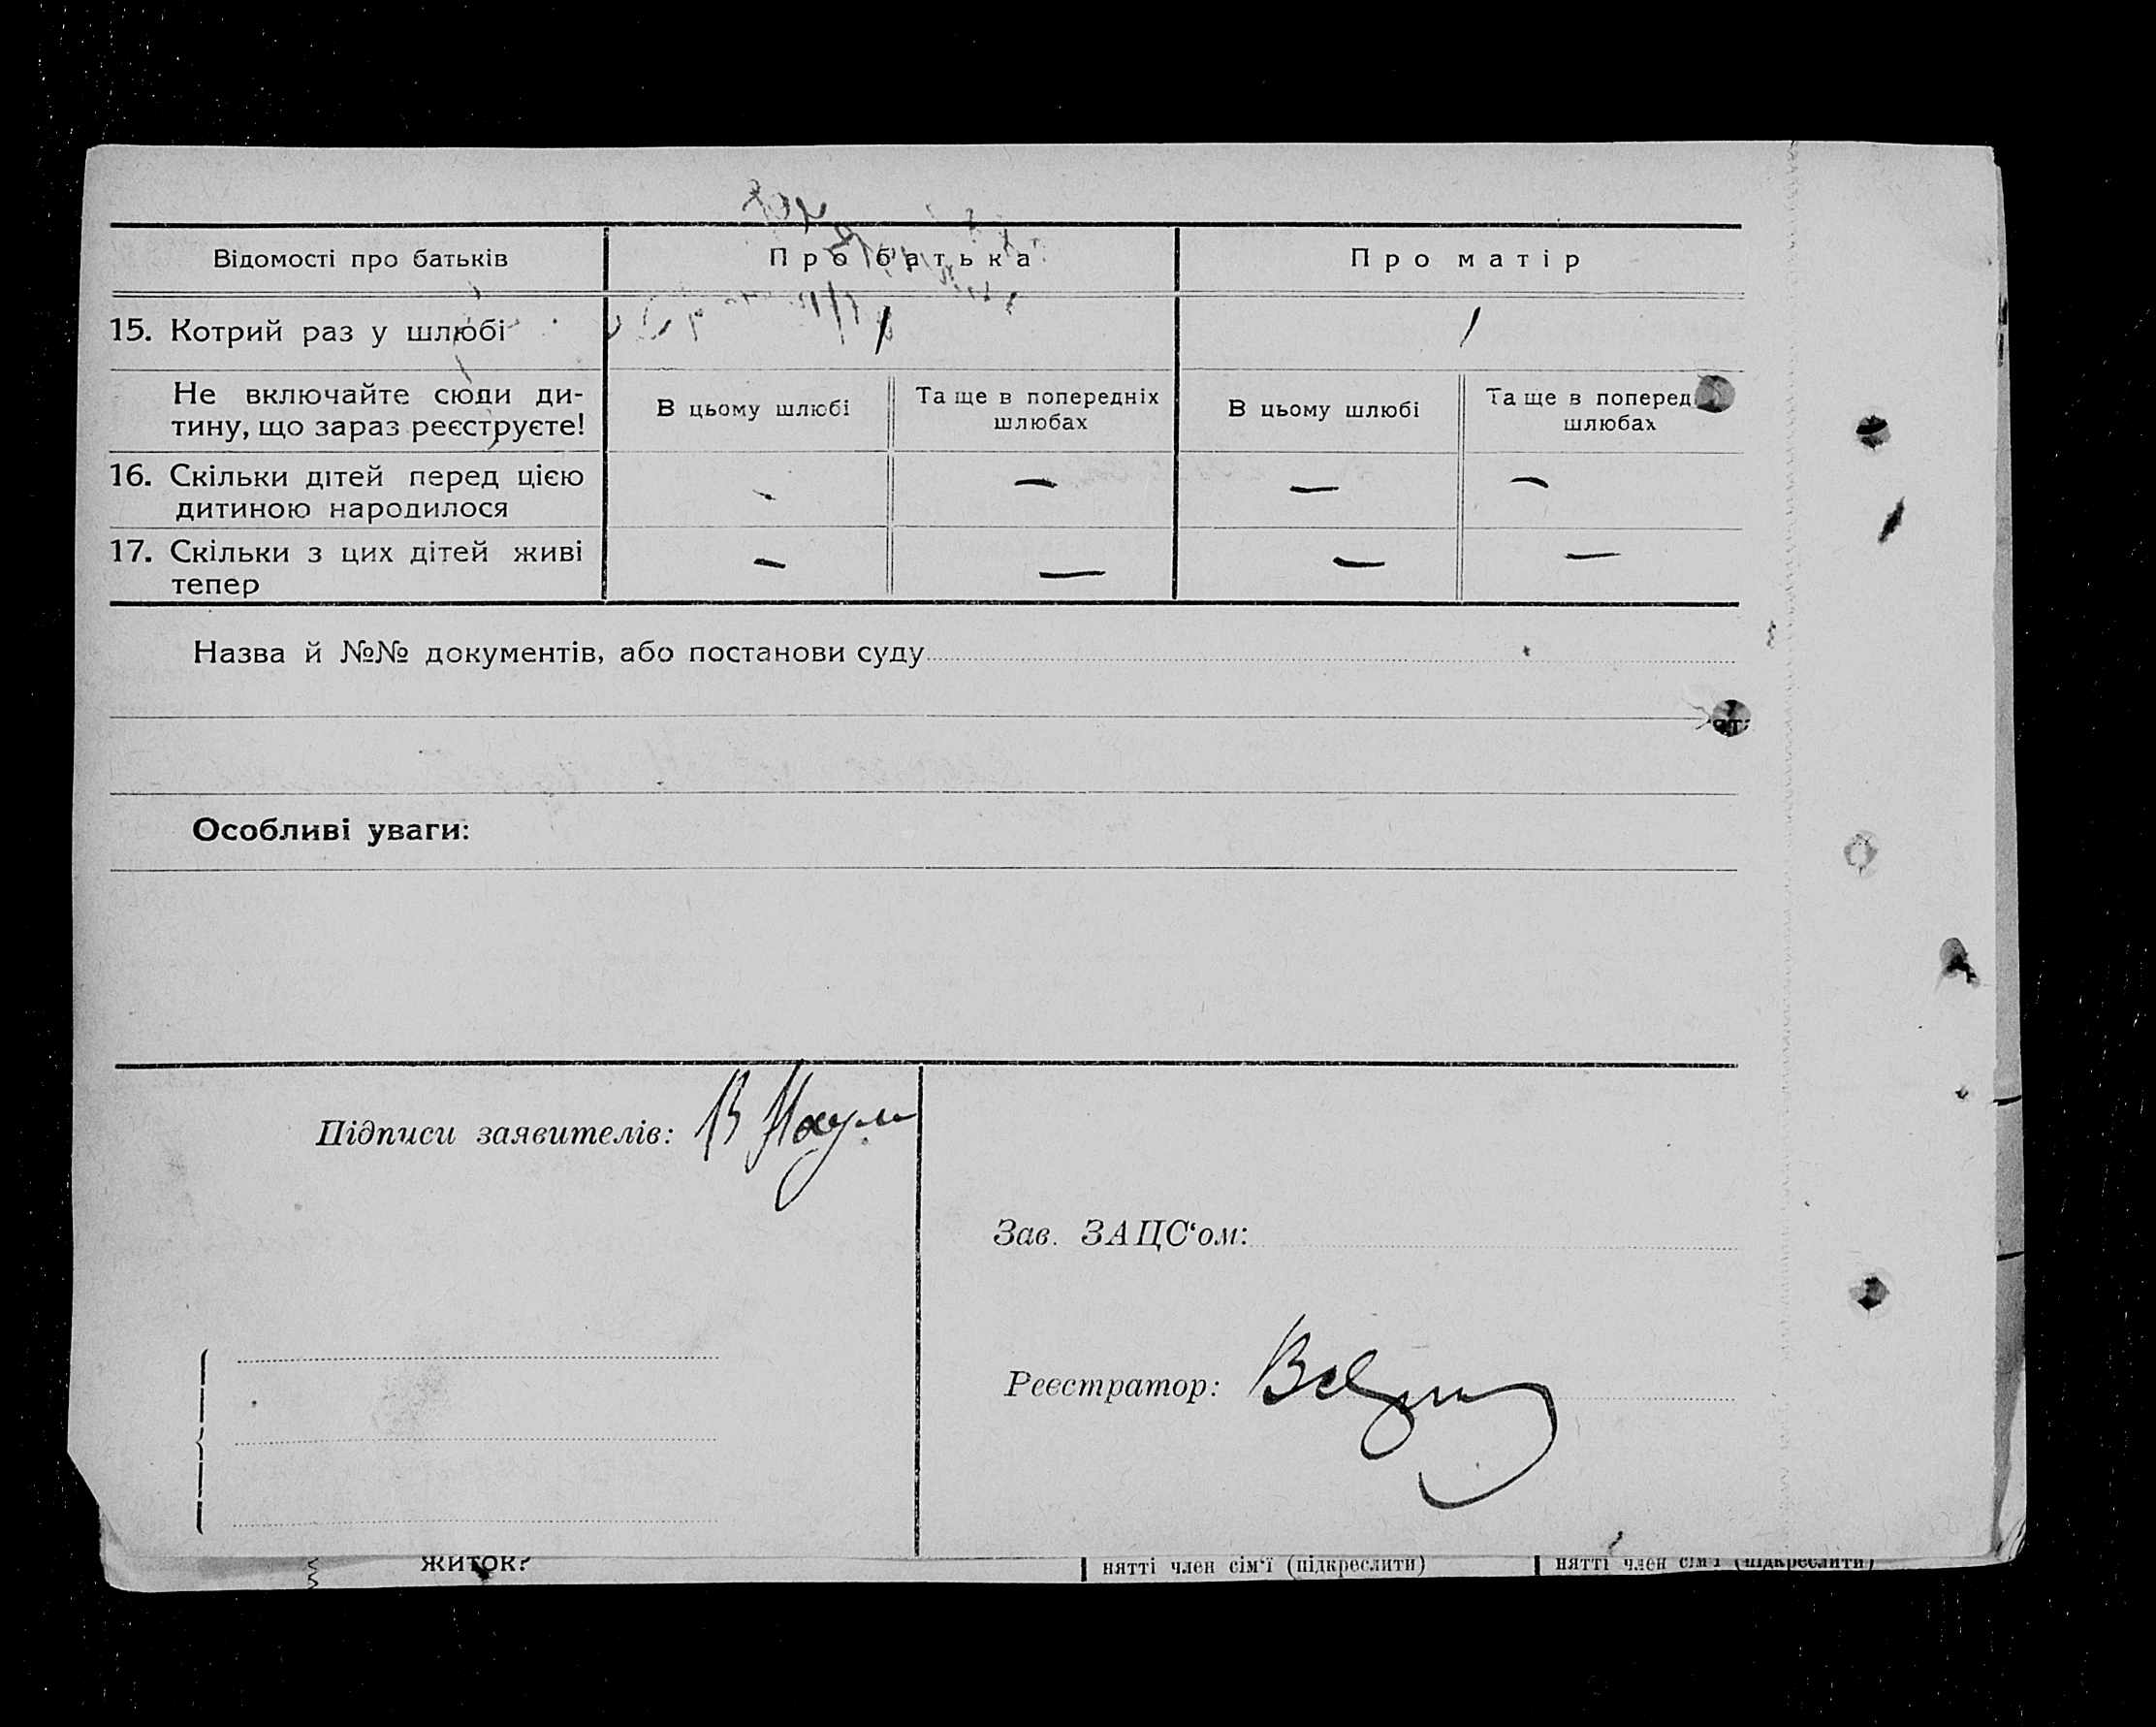 Відомості про батьків
Про батька
Про матір
15. Котрий раз у шлюбі
1
1
Не включайте сюди ди-
тину, що зараз реєструєте!
В цьому шлюбі
Та ще в попередніх
шлюбах
В цьому шлюбі
Та ще в поперед
шлюбах
16. Скільки дітей перед цією
дитиною народилося
— — — —
17. Скільки з цих дітей живі
тепер
— — — —
Назва й №№ документів, або постанови суду
Особливі уваги:
Підписи заявителів:
Зав. ЗАЦС‘ом:
Реєстратор:
житок?
нятті член сім‘ї (підкреслити)
нятті член сім‘ї (підкреслити)